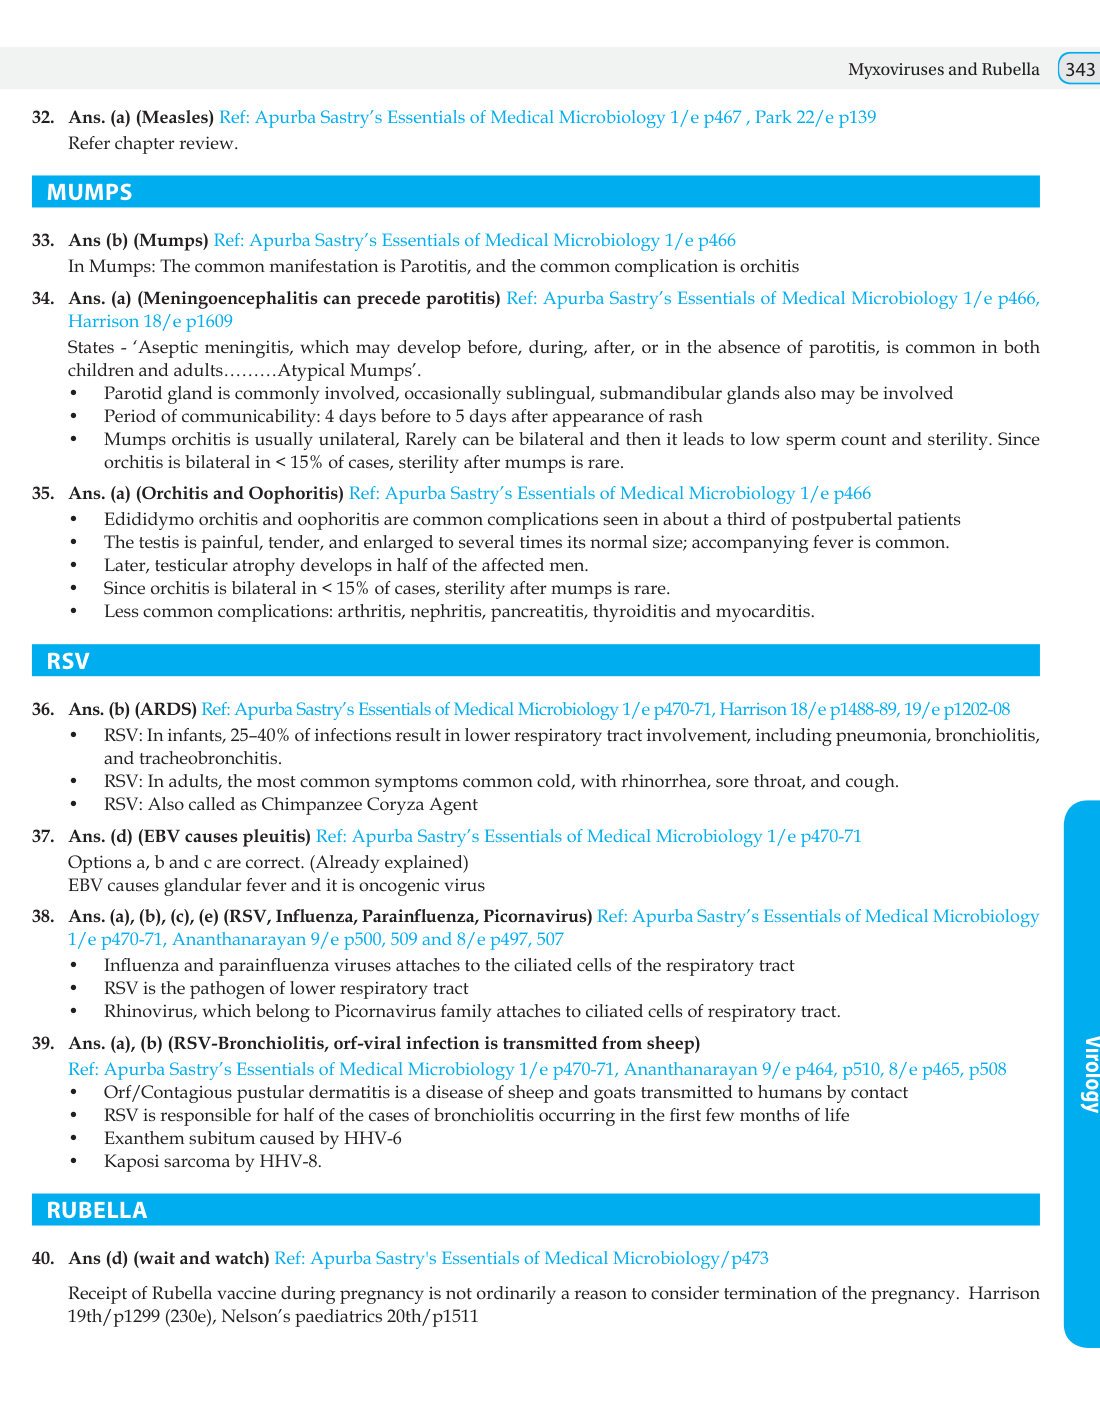 Myxoviruses and Rubella 343
32. Ans. (a) (Measles) Ref: Apurba Sastry’s Essentials of Medical Microbiology 1/e p467 , Park 22/e p139
Refer chapter review.
MUMPS
33. Ans (b) (Mumps) Ref: Apurba Sastry’s Essentials of Medical Microbiology 1/e p466
In Mumps: The common manifestation is Parotitis, and the common complication is orchitis
34. Ans. (a) (Meningoencephalitis can precede parotitis) Ref: Apurba Sastry’s Essentials of Medical Microbiology 1/e p466,
Harrison 18/e p1609
States - ‘Aseptic meningitis, which may develop before, during, after, or in the absence of parotitis, is common in both
children and adults………Atypical Mumps’.
• Parotid gland is commonly involved, occasionally sublingual, submandibular glands also may be involved
• Period of communicability: 4 days before to 5 days after appearance of rash
• Mumps orchitis is usually unilateral, Rarely can be bilateral and then it leads to low sperm count and sterility. Since
orchitis is bilateral in < 15% of cases, sterility after mumps is rare.
35. Ans. (a) (Orchitis and Oophoritis) Ref: Apurba Sastry’s Essentials of Medical Microbiology 1/e p466
• Edididymo orchitis and oophoritis are common complications seen in about a third of postpubertal patients
• The testis is painful, tender, and enlarged to several times its normal size; accompanying fever is common.
• Later, testicular atrophy develops in half of the affected men.
• Since orchitis is bilateral in < 15% of cases, sterility after mumps is rare.
• Less common complications: arthritis, nephritis, pancreatitis, thyroiditis and myocarditis.
RSV
36. Ans. (b) (ARDS) Ref: Apurba Sastry’s Essentials of Medical Microbiology 1/e p470-71, Harrison 18/e p1488-89, 19/e p1202-08
• RSV: In infants, 25–40% of infections result in lower respiratory tract involvement, including pneumonia, bronchiolitis,
and tracheobronchitis.
• RSV: In adults, the most common symptoms common cold, with rhinorrhea, sore throat, and cough.
• RSV: Also called as Chimpanzee Coryza Agent
37. Ans. (d) (EBV causes pleuitis) Ref: Apurba Sastry’s Essentials of Medical Microbiology 1/e p470-71
Options a, b and c are correct. (Already explained)
EBV causes glandular fever and it is oncogenic virus
38. Ans. (a), (b), (c), (e) (RSV, Influenza, Parainfluenza, Picornavirus) Ref: Apurba Sastry’s Essentials of Medical Microbiology
1/e p470-71, Ananthanarayan 9/e p500, 509 and 8/e p497, 507
• Influenza and parainfluenza viruses attaches to the ciliated cells of the respiratory tract
• RSV is the pathogen of lower respiratory tract
• Rhinovirus, which belong to Picornavirus family attaches to ciliated cells of respiratory tract.
39. Ans. (a), (b) (RSV-Bronchiolitis, orf-viral infection is transmitted from sheep)
Ref: Apurba Sastry’s Essentials of Medical Microbiology 1/e p470-71, Ananthanarayan 9/e p464, p510, 8/e p465, p508
• Orf/Contagious pustular dermatitis is a disease of sheep and goats transmitted to humans by contact
• RSV is responsible for half of the cases of bronchiolitis occurring in the first few months of life
• Exanthem subitum caused by HHV-6
• Kaposi sarcoma by HHV-8.
RUBELLA
40. Ans (d) (wait and watch) Ref: Apurba Sastry's Essentials of Medical Microbiology/p473
Receipt of Rubella vaccine during pregnancy is not ordinarily a reason to consider termination of the pregnancy. Harrison
19th/p1299 (230e), Nelson’s paediatrics 20th/p1511
Virology